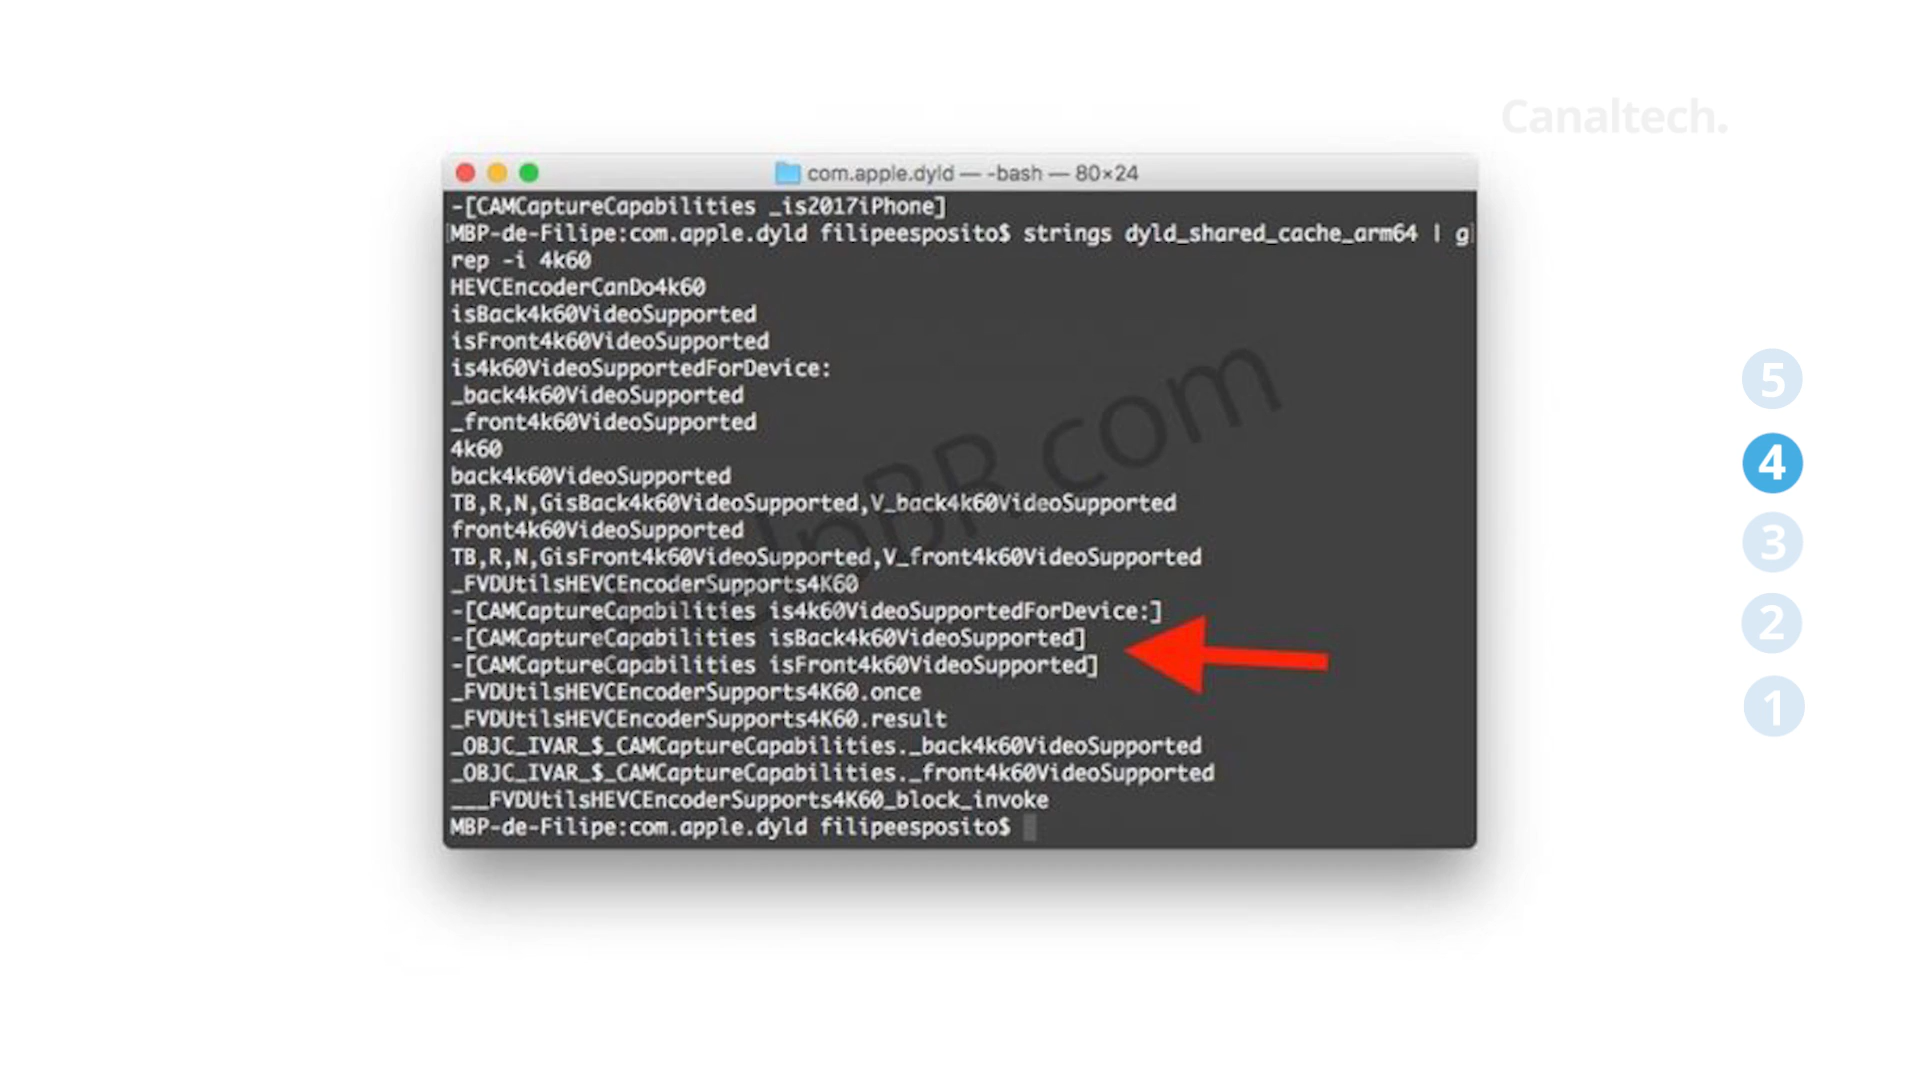 Canaltech.
com.apple.dyld — -bash — 80×24
-[CAMCaptureCapabilities _is2017iPhone]
MBP-de-Filipe:com.apple.dyld filipeesposito$ strings dyld_shared_cache_arm64 | g
rep -i 4k60
HEVCEncoderCanDo4k60
isBack4k60VideoSupported
isFront4k60VideoSupported
is4k60VideoSupportedForDevice:
_back4k60VideoSupported
_front4k60VideoSupported
4k60
back4k60VideoSupported
TB,R,N,GisBack4k60VideoSupported,V_back4k60VideoSupported
front4k60VideoSupported
TB,R,N,GisFront4k60VideoSupported,V_front4k60VideoSupported
_FVDUtilsHEVCEncoderSupports4K60
-[CAMCaptureCapabilities is4k60VideoSupportedForDevice:]
-[CAMCaptureCapabilities isBack4k60VideoSupported]
-[CAMCaptureCapabilities isFront4k60VideoSupported]
_FVDUtilsHEVCEncoderSupports4K60.once
_FVDUtilsHEVCEncoderSupports4K60.result
_OBJC_IVAR_$_CAMCaptureCapabilities._back4k60VideoSupported
_OBJC_IVAR_$_CAMCaptureCapabilities._front4k60VideoSupported
___FVDUtilsHEVCEncoderSupports4K60_block_invoke
MBP-de-Filipe:com.apple.dyld filipeesposito$
5
4
3
2
1